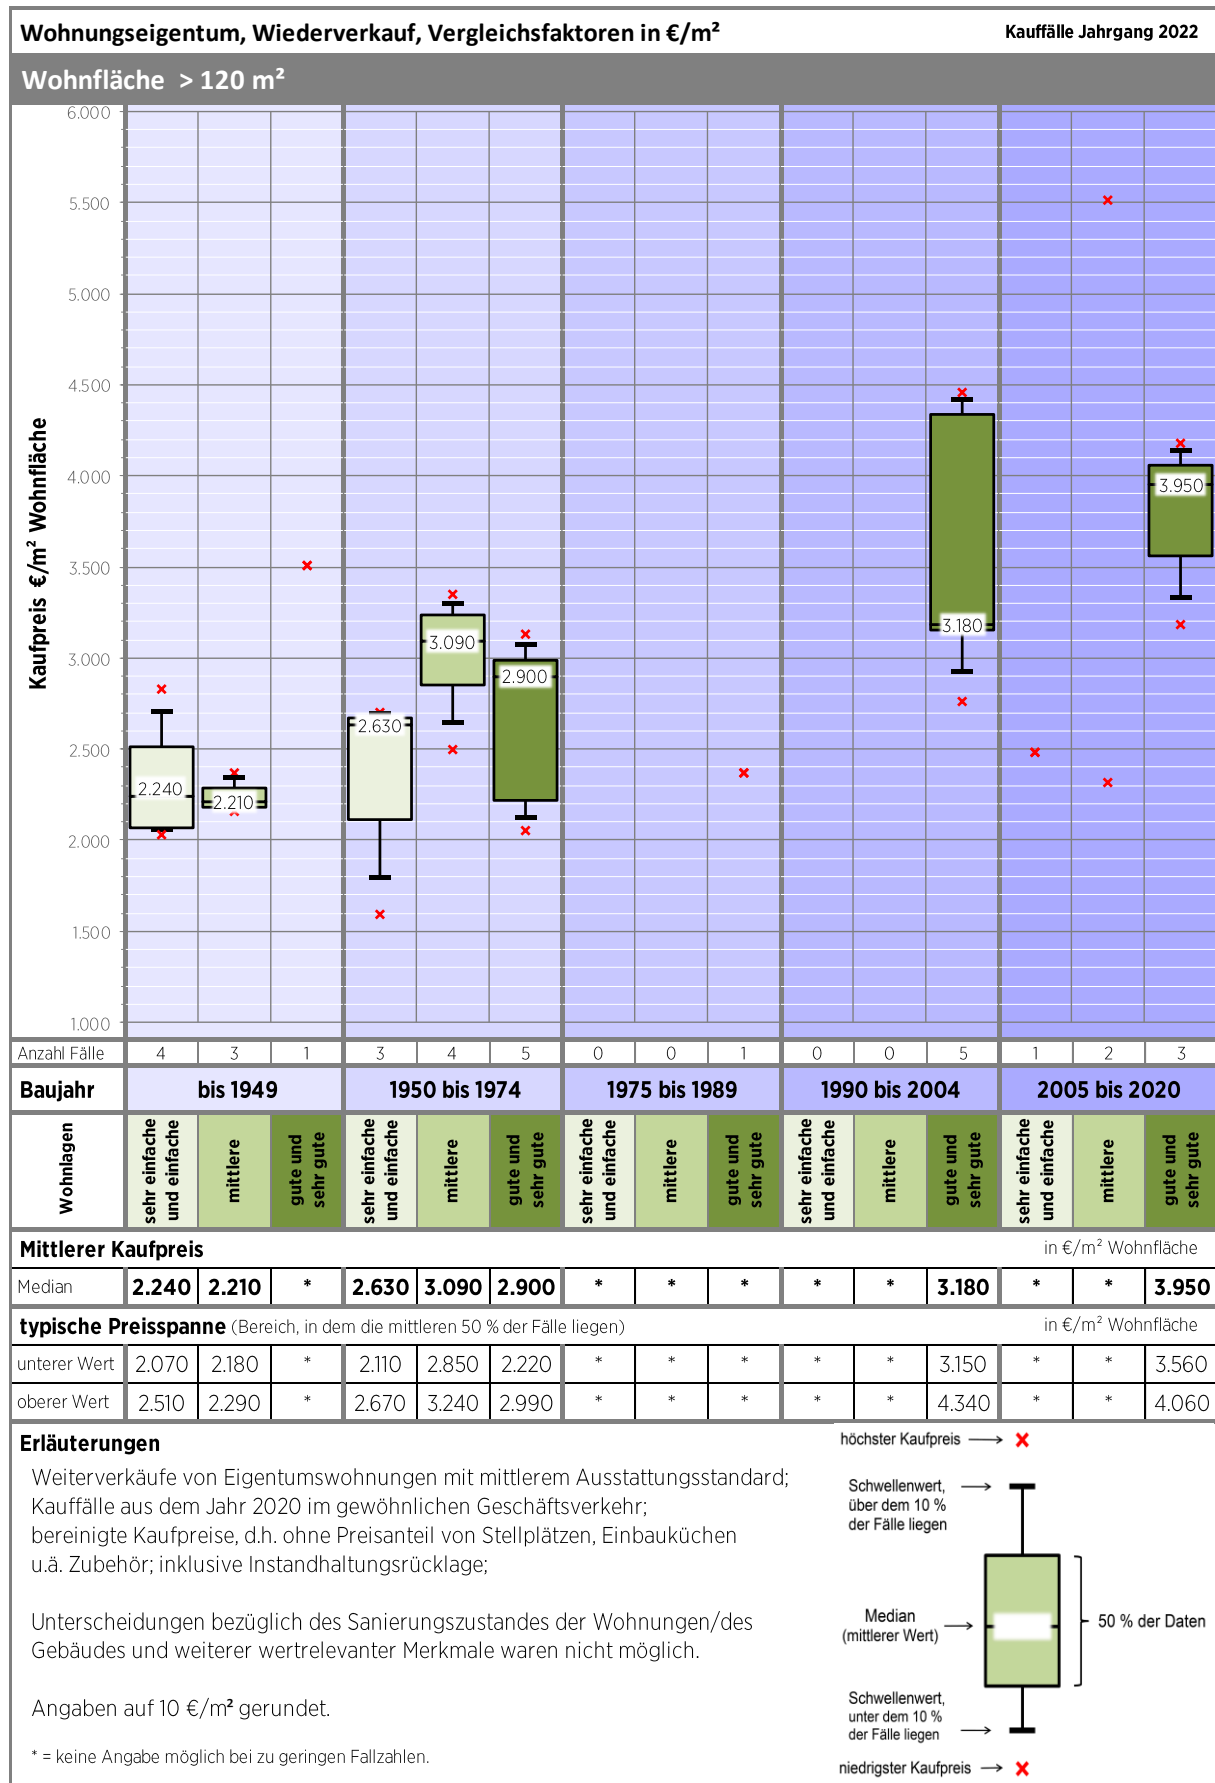 Wohnungseigentum, Wiederverkauf, Vergleichsfaktoren in €/m²
Kauffälle Jahrgang 2022
Wohnfläche > 120 m²
Kaufpreis €/m² Wohnfläche
6.000
5.500
5.000
4.500
4.000
3.500
3.000
2.500
2.000
1.500
1.000
2.240
2.210
2.630
3.090
2.900
3.180
3.950
Anzahl Fälle 4 3 1 3 4 5 0 0 1 0 0 5 1 2 3
Baujahr bis 1949 1950 bis 1974 1975 bis 1989 1990 bis 2004 2005 bis 2020
Wohnlagen
sehr einfache
und einfache
mittlere
gute und
sehr gute
sehr einfache
und einfache
mittlere
gute und
sehr gute
sehr einfache
und einfache
mittlere
gute und
sehr gute
sehr einfache
und einfache
mittlere
gute und
sehr gute
sehr einfache
und einfache
mittlere
gute und
sehr gute
Mittlerer Kaufpreis in €/m² Wohnfläche
Median 2.240 2.210 * 2.630 3.090 2.900 * * * * * 3.180 * * 3.950
typische Preisspanne (Bereich, in dem die mittleren 50 % der Fälle liegen) in €/m² Wohnfläche
unterer Wert 2.070 2.180 * 2.110 2.850 2.220 * * * * * 3.150 * * 3.560
oberer Wert 2.510 2.290 * 2.670 3.240 2.990 * * * * * 4.340 * * 4.060
Erläuterungen
Weiterverkäufe von Eigentumswohnungen mit mittlerem Ausstattungsstandard;
Kauffälle aus dem Jahr 2020 im gewöhnlichen Geschäftsverkehr;
bereinigte Kaufpreise, d.h. ohne Preisanteil von Stellplätzen, Einbauküchen
u.ä. Zubehör; inklusive Instandhaltungsrücklage;
Unterscheidungen bezüglich des Sanierungszustandes der Wohnungen/des
Gebäudes und weiterer wertrelevanter Merkmale waren nicht möglich.
Angaben auf 10 €/m² gerundet.
* = keine Angabe möglich bei zu geringen Fallzahlen.
höchster Kaufpreis
Schwellenwert,
über dem 10 %
der Fälle liegen
Median
(mittlerer Wert)
50 % der Daten
Schwellenwert,
unter dem 10 %
der Fälle liegen
niedrigster Kaufpreis